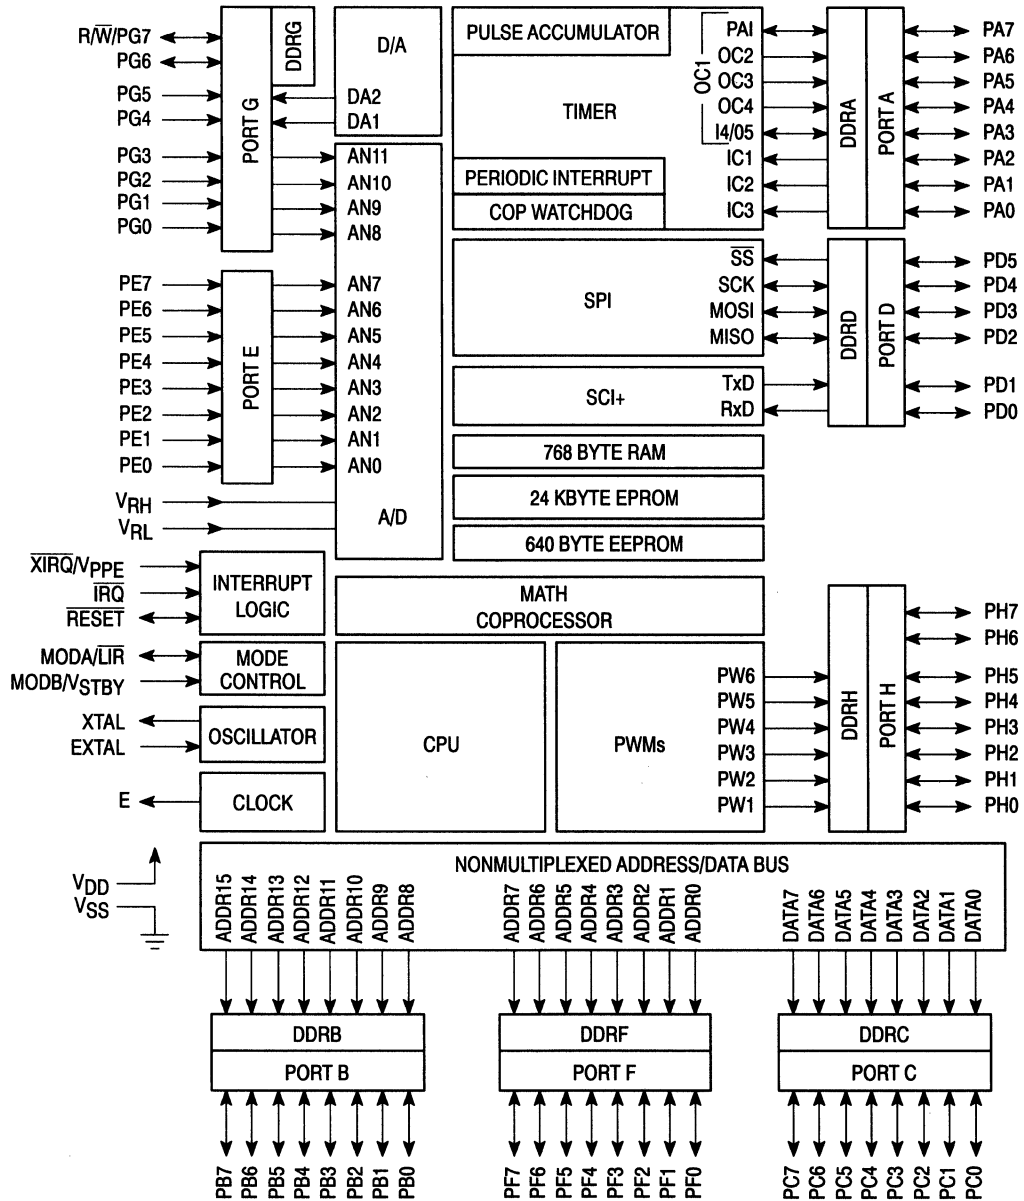 R/W̅/PG7
PG6
PG5
PG4
PG3
PG2
PG1
PG0
PORT G
DDRG
D/A
DA2
DA1
AN11
AN10
AN9
AN8
PE7
PE6
PE5
PE4
PE3
PE2
PE1
PE0
PORT E
AN7
AN6
AN5
AN4
AN3
AN2
AN1
AN0
VRH
VRL
A/D
PULSE ACCUMULATOR
TIMER
PERIODIC INTERRUPT
COP WATCHDOG
OC1
PAI
OC2
OC3
OC4
I4/05
IC1
IC2
IC3
DDRA
PORT A
PA7
PA6
PA5
PA4
PA3
PA2
PA1
PA0
SPI
S̅S̅
SCK
MOSI
MISO
SCI+
TxD
RxD
DDRD
PORT D
PD5
PD4
PD3
PD2
PD1
PD0
768 BYTE RAM
24 KBYTE EPROM
640 BYTE EEPROM
X̅I̅R̅Q̅/VPPE
I̅R̅Q̅
R̅E̅S̅E̅T̅
INTERRUPT
LOGIC
MODA/L̅I̅R̅
MODB/VSTBY
MODE
CONTROL
XTAL
EXTAL
OSCILLATOR
E
CLOCK
MATH
COPROCESSOR
CPU
PWMs
PW6
PW5
PW4
PW3
PW2
PW1
DDRH
PORT H
PH7
PH6
PH5
PH4
PH3
PH2
PH1
PH0
VDD
VSS
NONMULTIPLEXED ADDRESS/DATA BUS
ADDR15
ADDR14
ADDR13
ADDR12
ADDR11
ADDR10
ADDR9
ADDR8
ADDR7
ADDR6
ADDR5
ADDR4
ADDR3
ADDR2
ADDR1
ADDR0
DATA7
DATA6
DATA5
DATA4
DATA3
DATA2
DATA1
DATA0
DDRB
PORT B
DDRF
PORT F
DDRC
PORT C
PB7
PB6
PB5
PB4
PB3
PB2
PB1
PB0
PF7
PF6
PF5
PF4
PF3
PF2
PF1
PF0
PC7
PC6
PC5
PC4
PC3
PC2
PC1
PC0